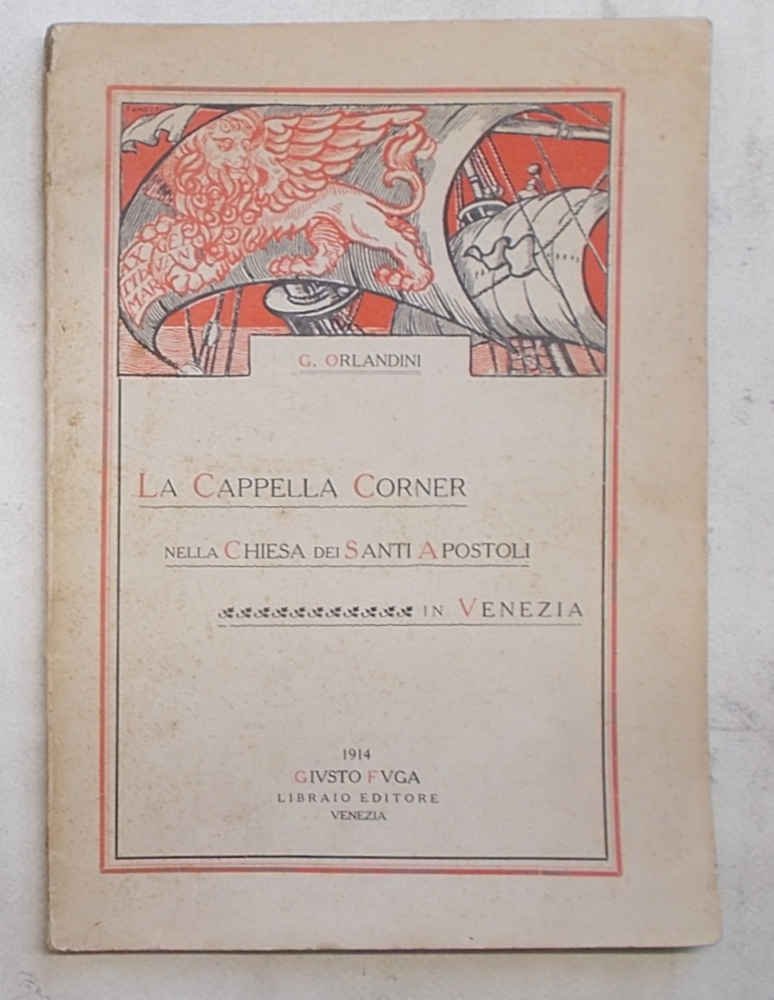 G. ORLANDINI
LA CAPPELLA CORNER
NELLA CHIESA DEI SANTI APOSTOLI
IN VENEZIA
1914
GIVSTO FVGA
LIBRAIO EDITORE
VENEZIA